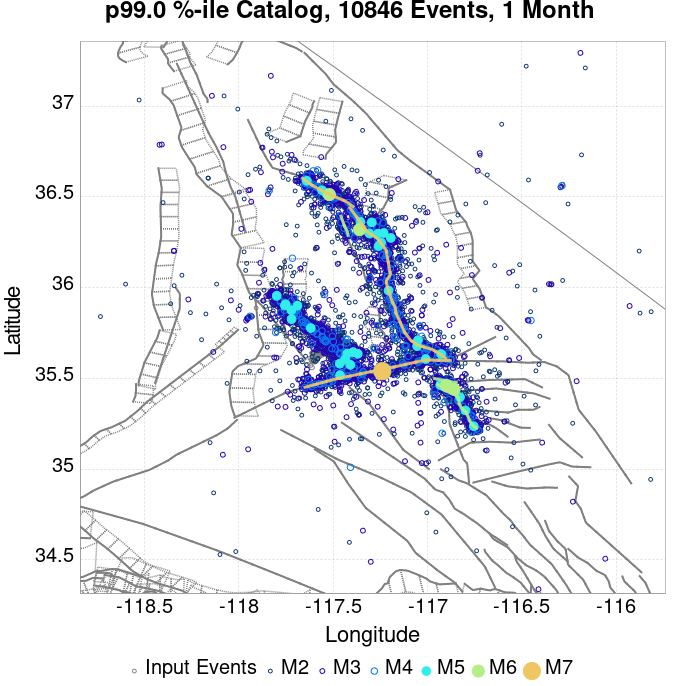 p99.0 %-ile Catalog, 10846 Events, 1 Month
37
36.5
36
35.5
35
34.5
Latitude
-118.5 -118 -117.5 -117 -116.5 -116
Longitude
Input Events M2 M3 M4 M5 M6 M7